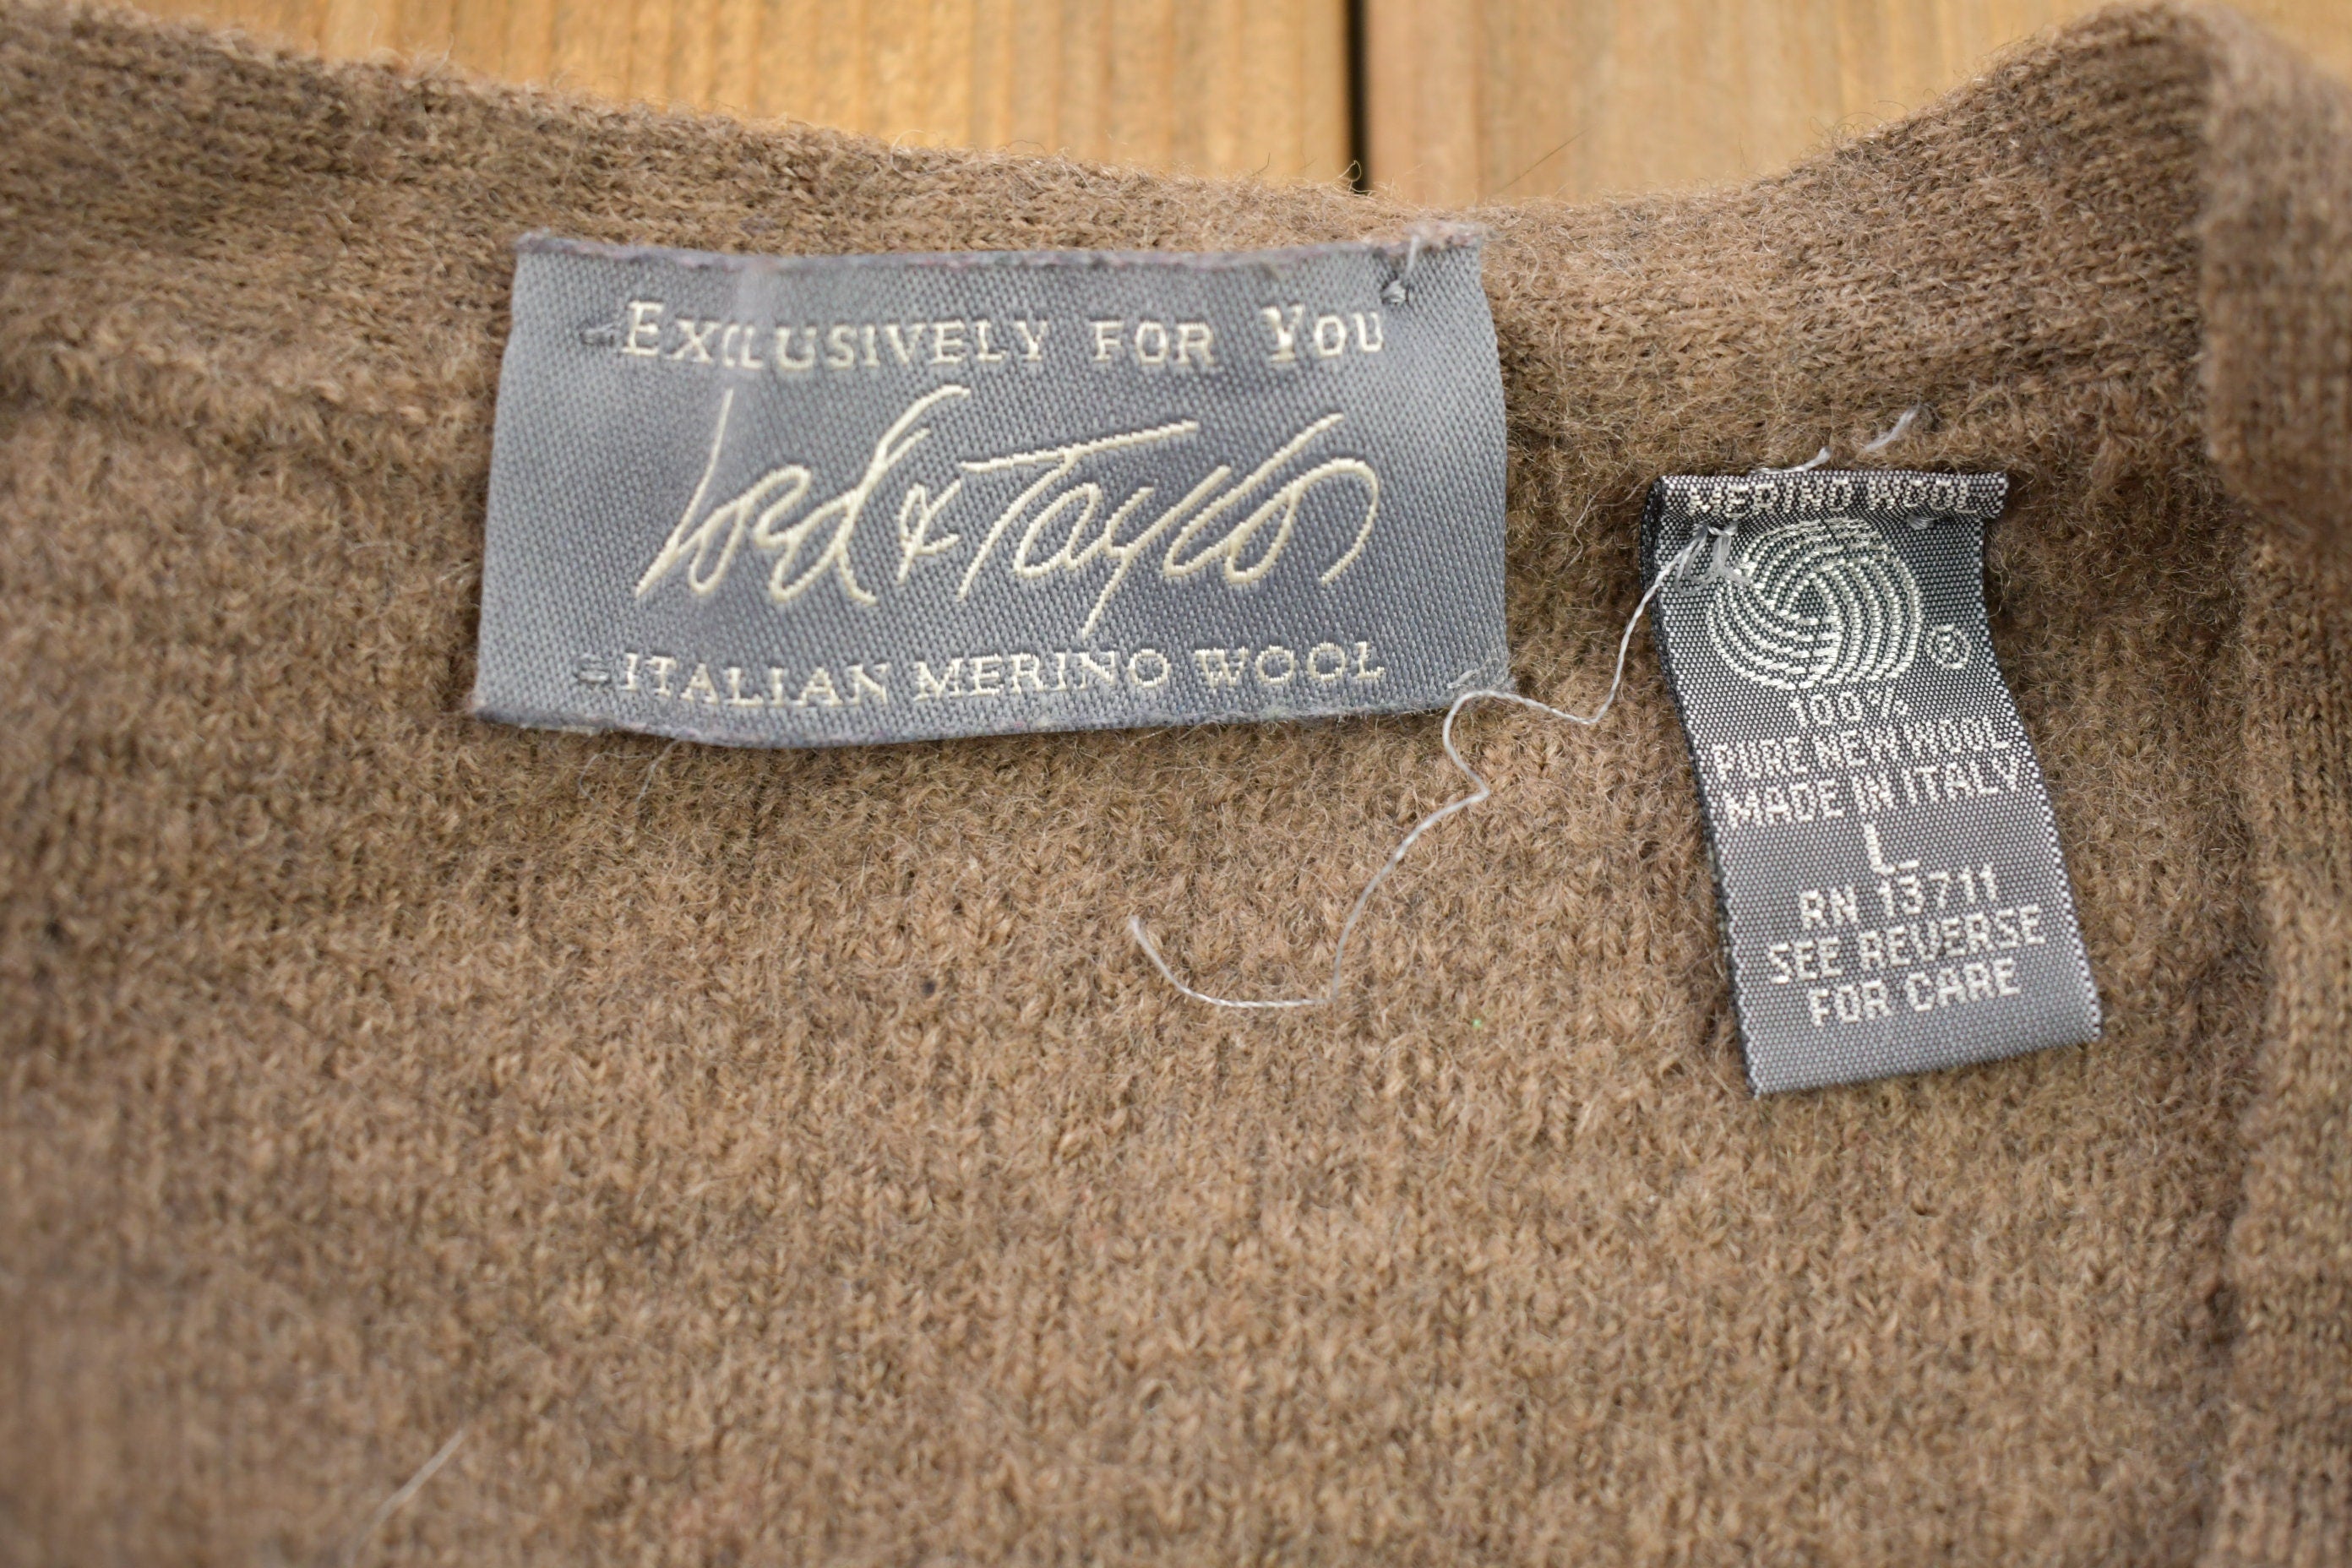 EXCLUSIVELY FOR YOU
Lord & Taylor
ITALIAN MERINO WOOL
MERINO WOOL
®
100%
PURE NEW WOOL
MADE IN ITALY
L
RN 13711
SEE REVERSE
FOR CARE